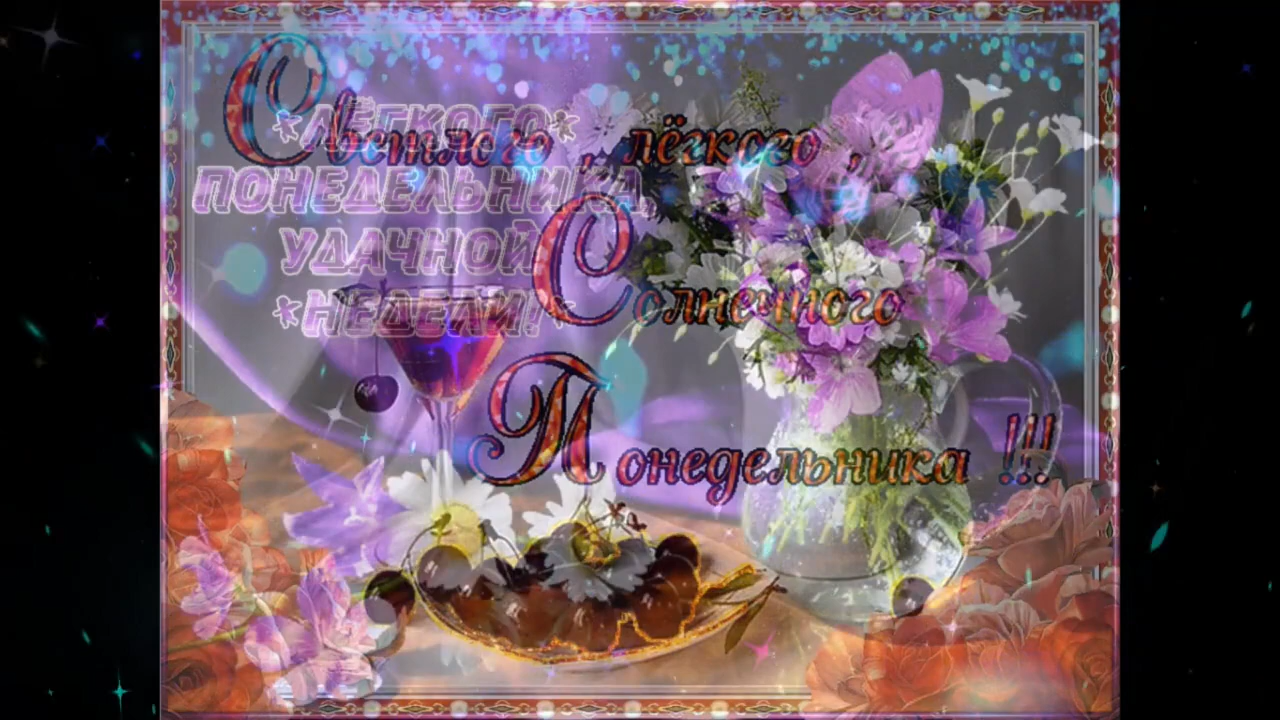 Светлого , лёгкого ,
Солнечного
Понедельника !!!
*ЛЁГКОГО*
ПОНЕДЕЛЬНИКА,
УДАЧНОЙ
*НЕДЕЛИ!*